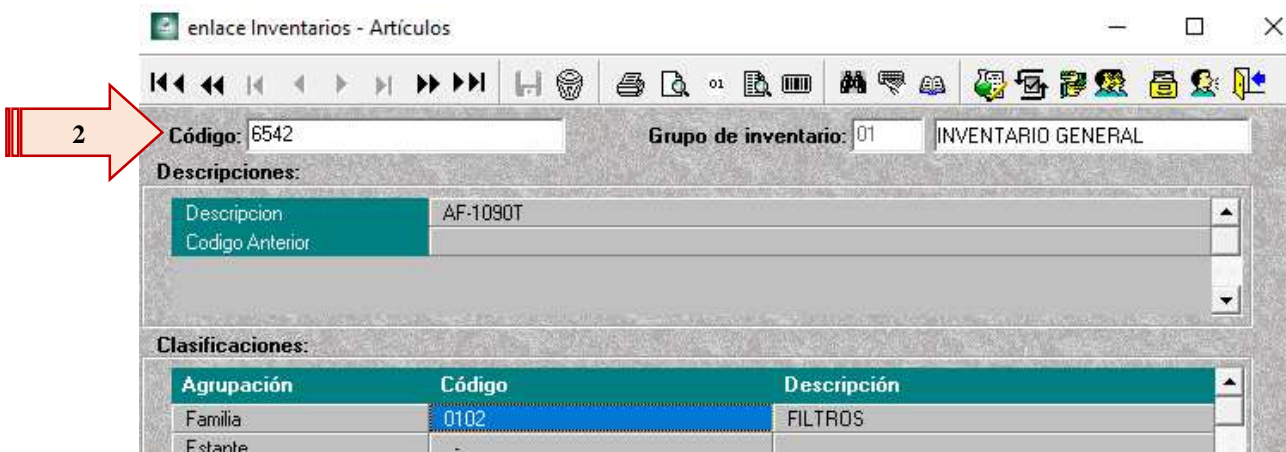 enlace Inventarios - Artículos
01
2
Código: 6542 Grupo de inventario: 01 INVENTARIO GENERAL
Descripciones:
Descripcion AF-1090T
Codigo Anterior
Clasificaciones:
Agrupación Código Descripción
Familia 0102 FILTROS
Estante -